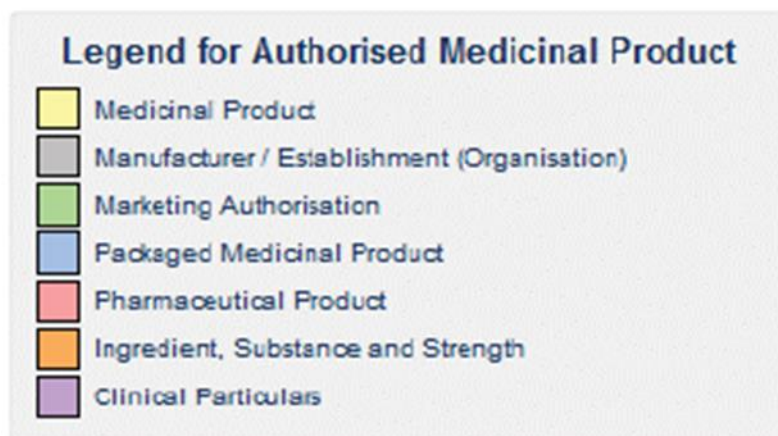 Legend for Authorised Medicinal Product
Medicinal Product
Manufacturer / Establishment (Organisation)
Marketing Authorisation
Packaged Medicinal Product
Pharmaceutical Product
Ingredient, Substance and Strength
Clinical Particulars